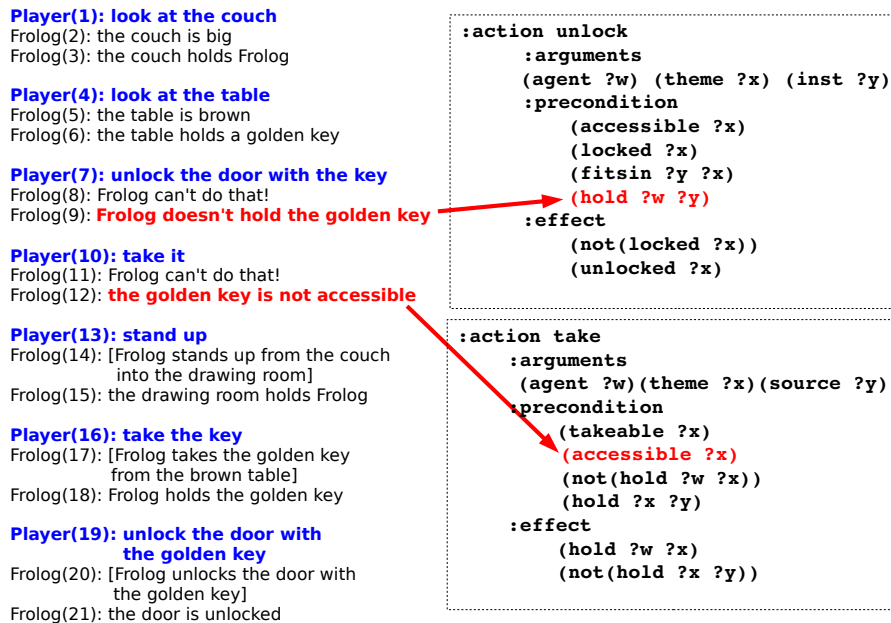 Player(1): look at the couch
Frolog(2): the couch is big
Frolog(3): the couch holds Frolog
Player(4): look at the table
Frolog(5): the table is brown
Frolog(6): the table holds a golden key
Player(7): unlock the door with the key
Frolog(8): Frolog can't do that!
Frolog(9): Frolog doesn't hold the golden key
Player(10): take it
Frolog(11): Frolog can't do that!
Frolog(12): the golden key is not accessible
Player(13): stand up
Frolog(14): [Frolog stands up from the couch
into the drawing room]
Frolog(15): the drawing room holds Frolog
Player(16): take the key
Frolog(17): [Frolog takes the golden key
from the brown table]
Frolog(18): Frolog holds the golden key
Player(19): unlock the door with
the golden key
Frolog(20): [Frolog unlocks the door with
the golden key]
Frolog(21): the door is unlocked
:action unlock
:arguments
(agent ?w) (theme ?x) (inst ?y)
:precondition
(accessible ?x)
(locked ?x)
(fitsin ?y ?x)
(hold ?w ?y)
:effect
(not(locked ?x))
(unlocked ?x)
:action take
:arguments
(agent ?w)(theme ?x)(source ?y)
:precondition
(takeable ?x)
(accessible ?x)
(not(hold ?w ?x))
(hold ?x ?y)
:effect
(hold ?w ?x)
(not(hold ?x ?y))